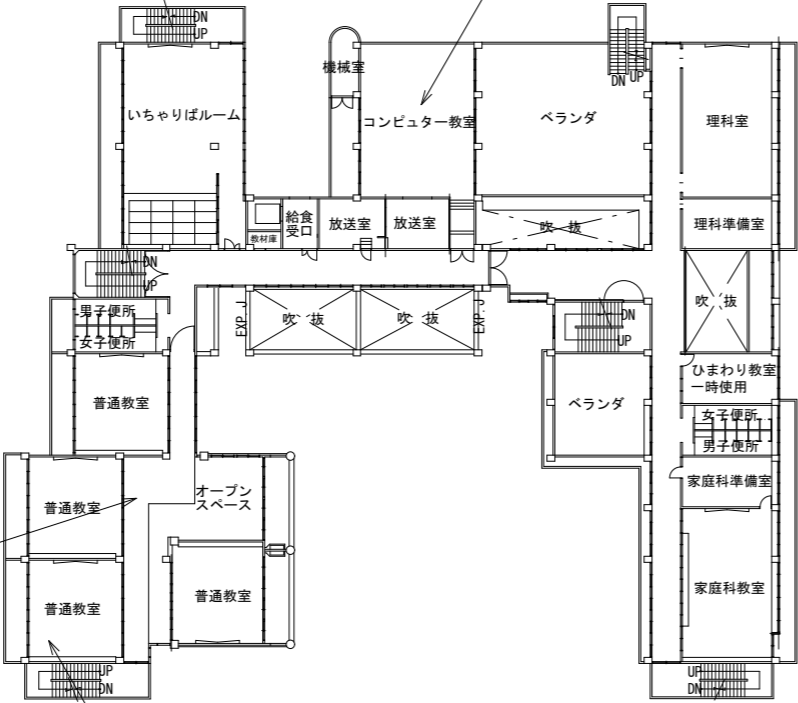 DN
UP
機械室
DN
UP
いちゃりばルーム
コンピュター教室
ベランダ
理科室
教材庫
給食
受口
放送室
放送室
吹 抜
理科準備室
DN
UP
男子便所
女子便所
EXP.J
吹 抜
吹 抜
EXP.J
DN
UP
吹 抜
普通教室
ベランダ
ひまわり教室
一時使用
女子便所
男子便所
普通教室
オープン
スペース
家庭科準備室
普通教室
普通教室
家庭科教室
UP
DN
UP
DN